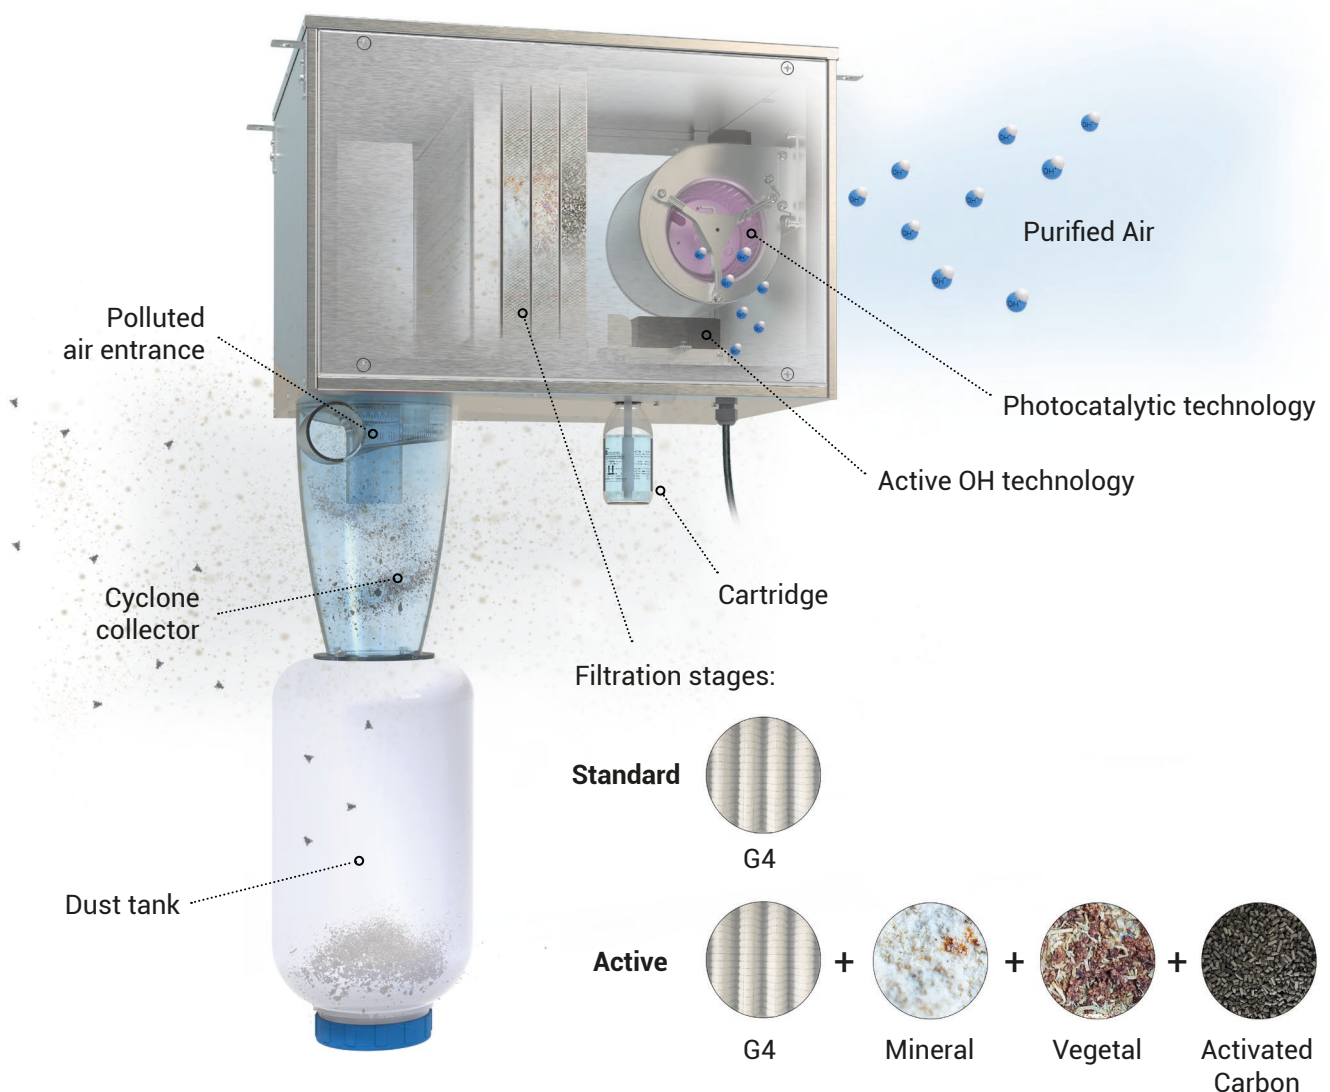 Purified Air
Polluted
air entrance
Photocatalytic technology
Active OH technology
Cyclone
collector
Cartridge
Filtration stages:
Standard
G4
Dust tank
Active
+
+
+
G4
Mineral
Vegetal
Activated
Carbon